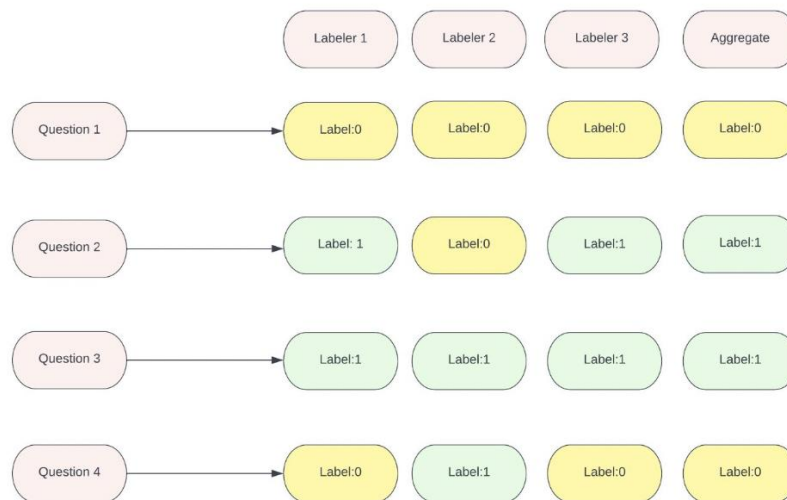 Labeler 1 Labeler 2 Labeler 3 Aggregate
Question 1 Label:0 Label:0 Label:0 Label:0
Question 2 Label: 1 Label:0 Label:1 Label:1
Question 3 Label:1 Label:1 Label:1 Label:1
Question 4 Label:0 Label:1 Label:0 Label:0